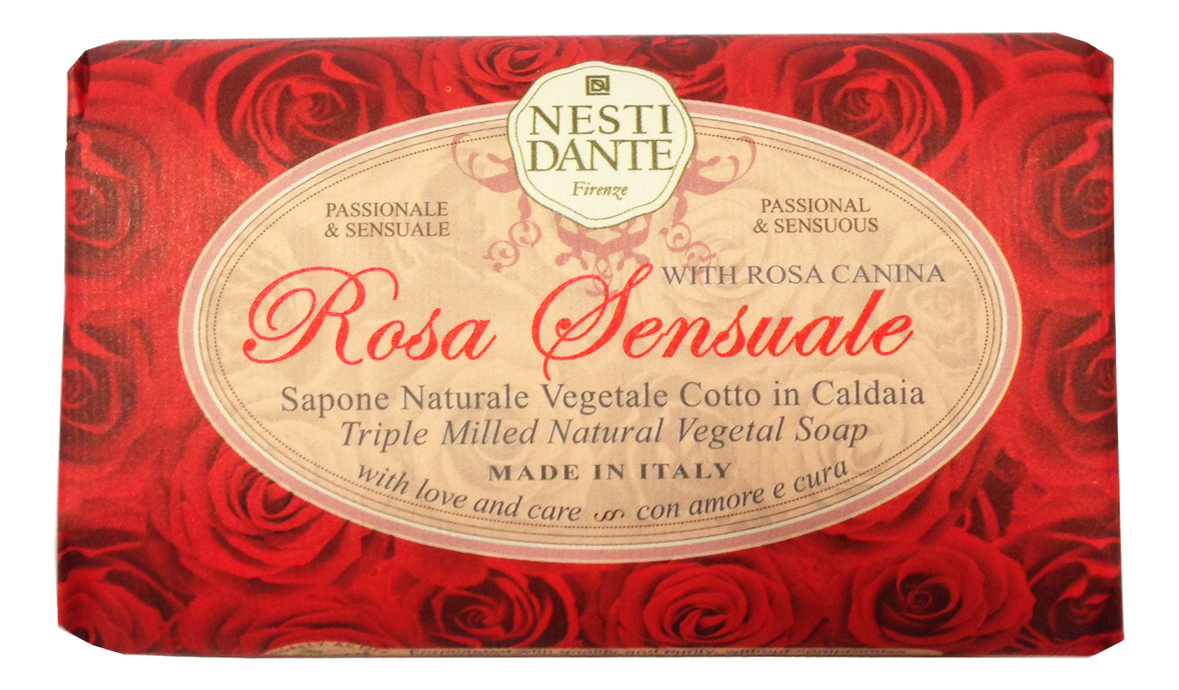 NESTI
DANTE
Firenze
PASSIONALE
& SENSUALE
PASSIONAL
& SENSUOUS
WITH ROSA CANINA
Rosa Sensuale
Sapone Naturale Vegetale Cotto in Caldaia
Triple Milled Natural Vegetal Soap
MADE IN ITALY
with love and care con amore e cura